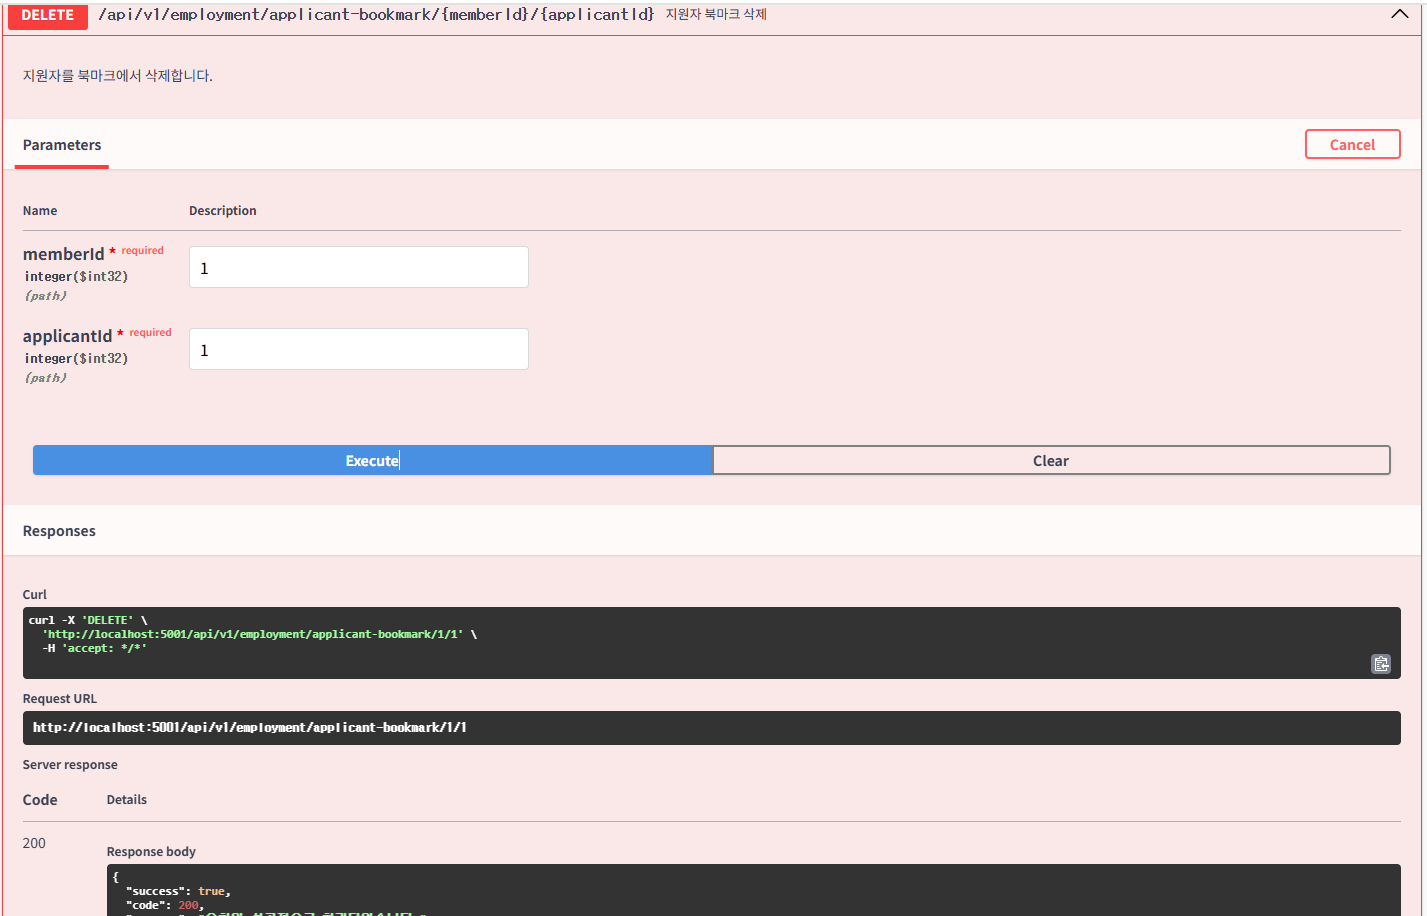 DELETE /api/v1/employment/applicant-bookmark/{memberId}/{applicantId} 지원자 북마크 삭제
지원자를 북마크에서 삭제합니다.
Parameters Cancel
Name Description
memberId * required 1
integer($int32)
(path)
applicantId * required 1
integer($int32)
(path)
Execute Clear
Responses
Curl
curl -X 'DELETE' \
'http://localhost:5001/api/v1/employment/applicant-bookmark/1/1' \
-H 'accept: */*'
Request URL
http://localhost:5001/api/v1/employment/applicant-bookmark/1/1
Server response
Code Details
200
Response body
{
"success": true,
"code": 200,